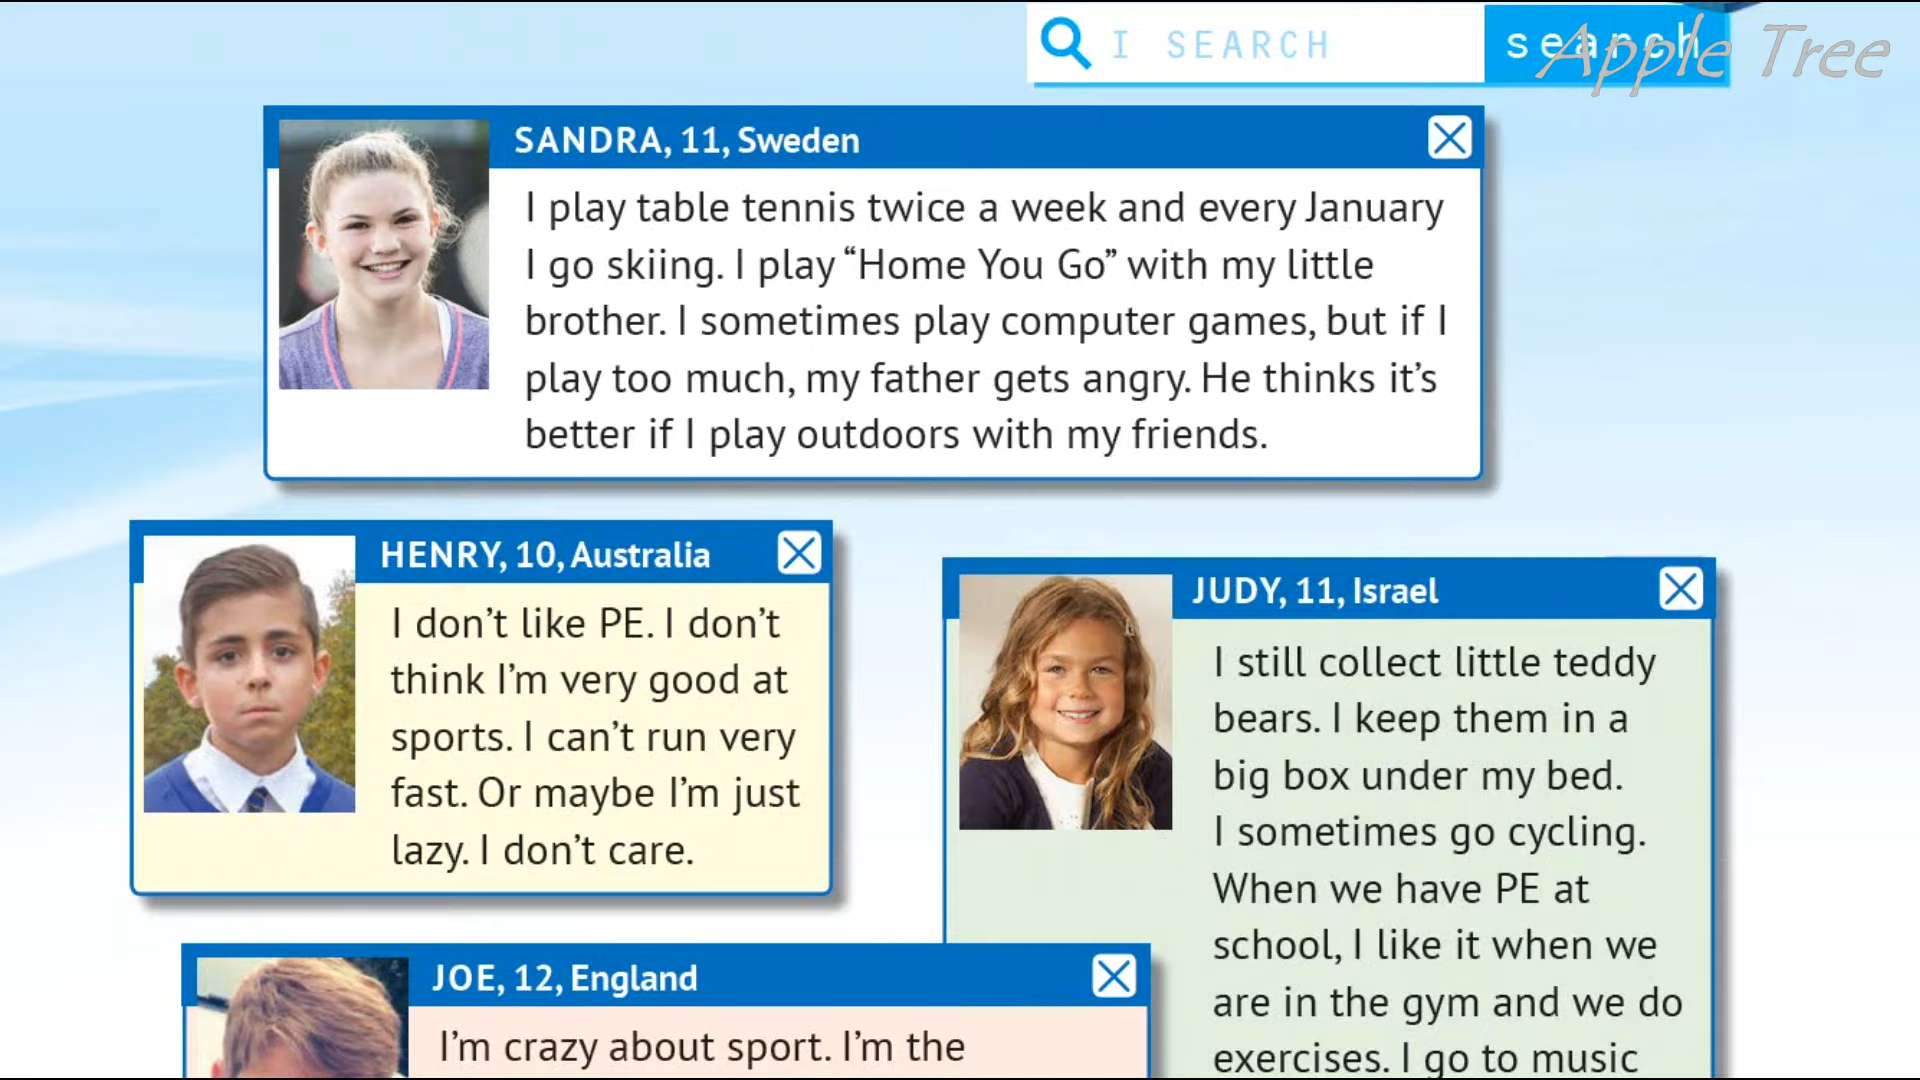 I SEARCH
search
Apple Tree
SANDRA, 11, Sweden
I play table tennis twice a week and every January
I go skiing. I play “Home You Go” with my little
brother. I sometimes play computer games, but if I
play too much, my father gets angry. He thinks it’s
better if I play outdoors with my friends.
HENRY, 10, Australia
I don’t like PE. I don’t
think I’m very good at
sports. I can’t run very
fast. Or maybe I’m just
lazy. I don’t care.
JUDY, 11, Israel
I still collect little teddy
bears. I keep them in a
big box under my bed.
I sometimes go cycling.
When we have PE at
school, I like it when we
are in the gym and we do
exercises. I go to music
JOE, 12, England
I’m crazy about sport. I’m the